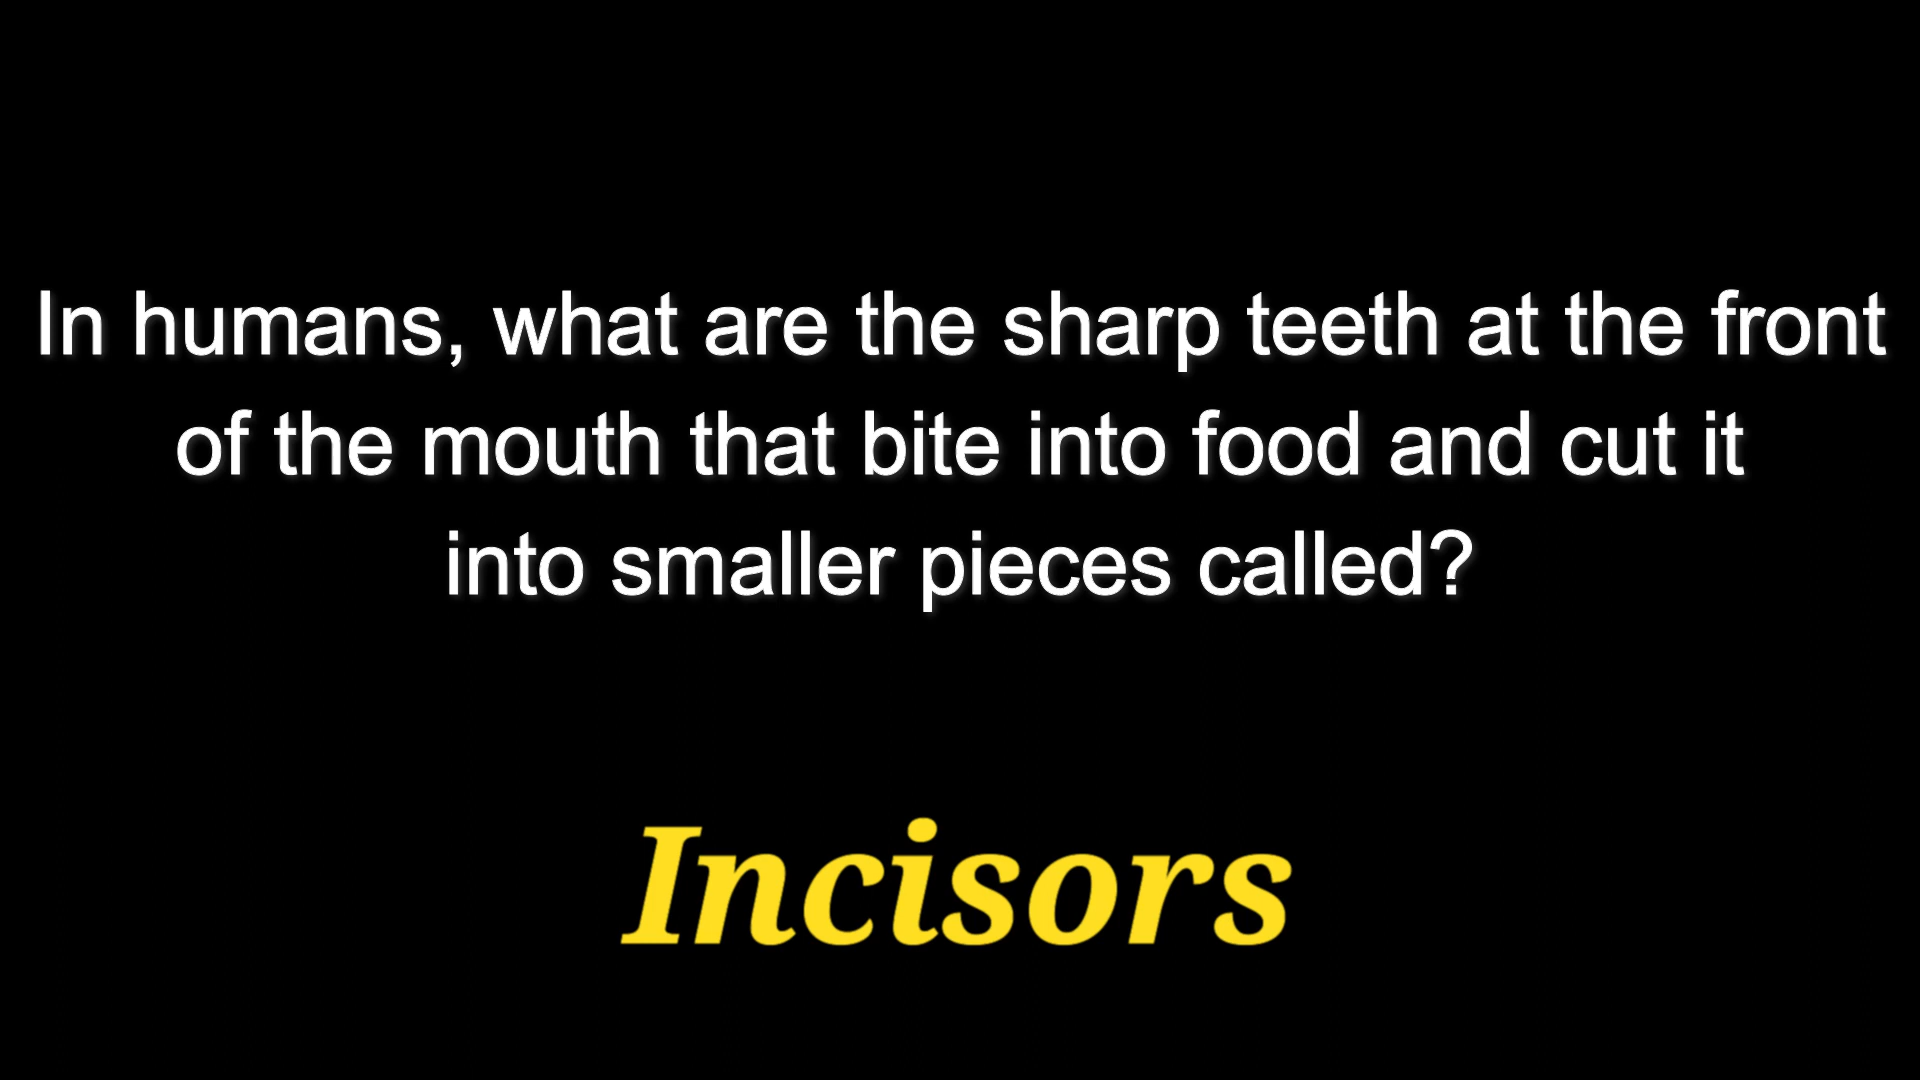 In humans, what are the sharp teeth at the front
of the mouth that bite into food and cut it
into smaller pieces called?
Incisors